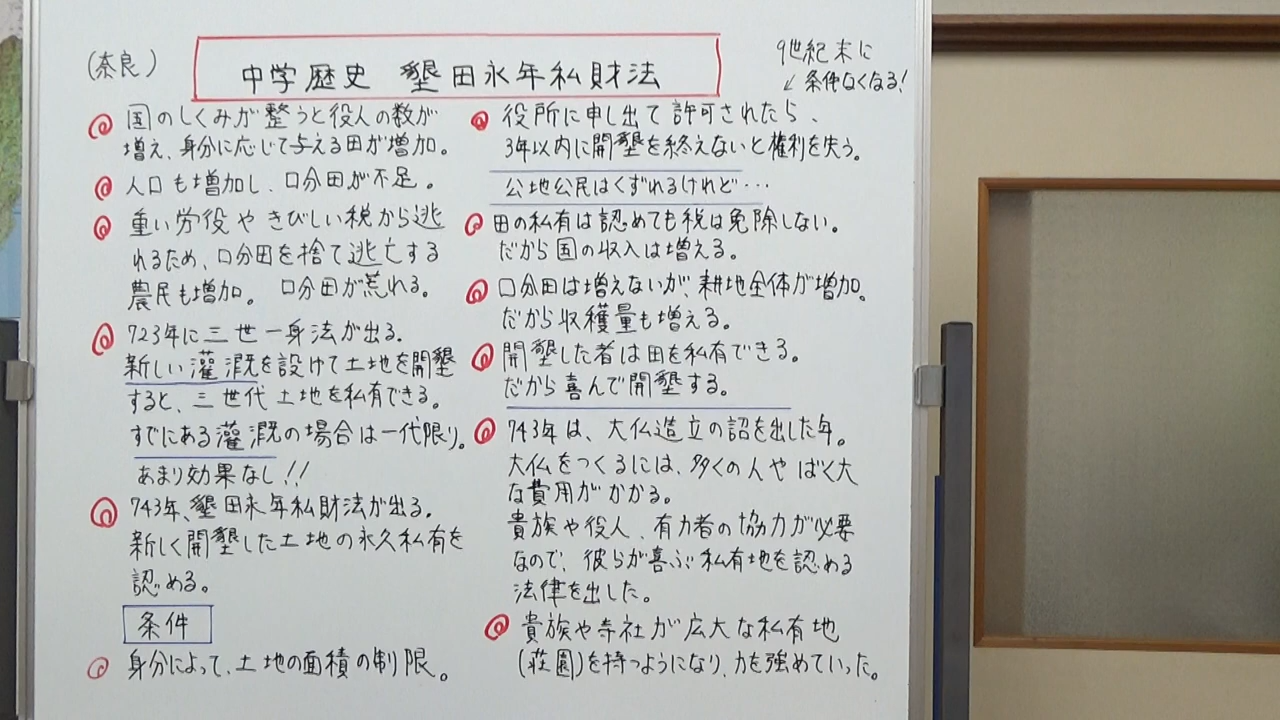 (奈良)
中学歴史 墾田永年私財法
9世紀末に
↙ 条件なくなる!
国のしくみが整うと役人の数が
増え、身分に応じて与える田が増加。
人口も増加し、口分田が不足。
重い労役やきびしい税から逃
れるため、口分田を捨て逃亡する
農民も増加。 口分田が荒れる。
723年に三世一身法が出る。
新しい灌漑を設けて土地を開墾
すると、三世代土地を私有できる。
すでにある灌漑の場合は一代限り。
あまり効果なし!!
743年、墾田永年私財法が出る。
新しく開墾した土地の永久私有を
認める。
条件
身分によって、土地の面積の制限。
役所に申し出て許可されたら、
3年以内に開墾を終えないと権利を失う。
公地公民はくずれるけれど…
田の私有は認めても税は免除しない。
だから国の収入は増える。
口分田は増えないが、耕地全体が増加。
だから収穫量も増える。
開墾した者は田を私有できる。
だから喜んで開墾する。
743年は、大仏造立の詔を出した年。
大仏をつくるには、多くの人やばく大
な費用がかかる。
貴族や役人、有力者の協力が必要
なので、彼らが喜ぶ私有地を認める
法律を出した。
貴族や寺社が広大な私有地
(荘園)を持つようになり、力を強めていった。